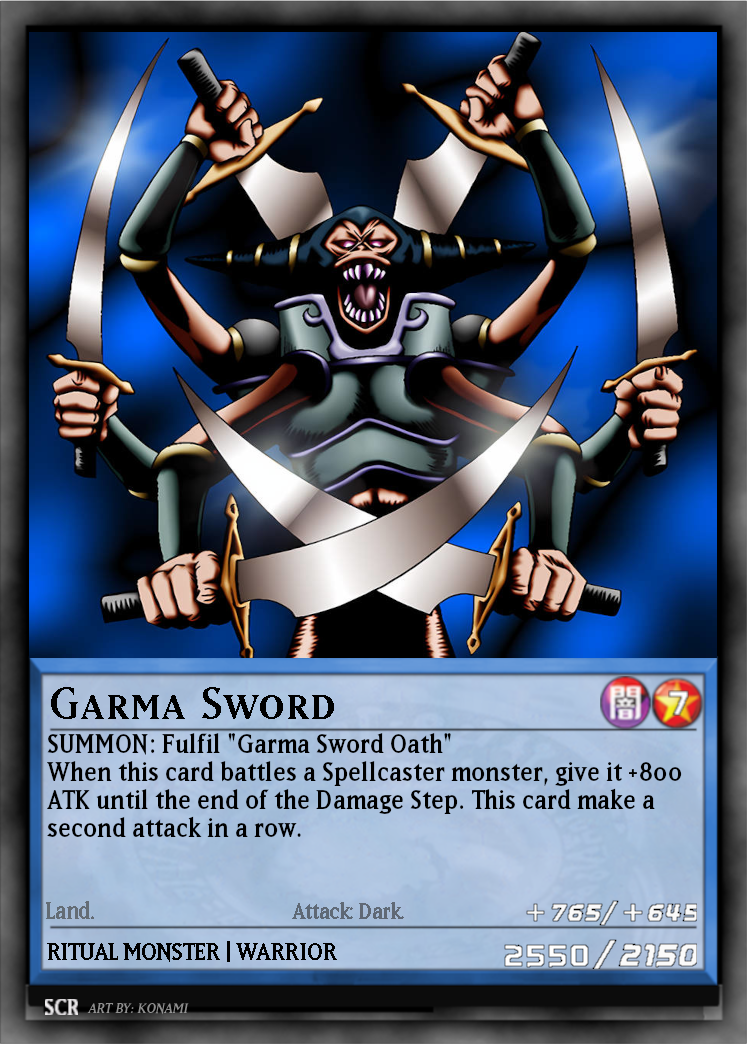 Garma Sword 闇 7
SUMMON: Fulfil "Garma Sword Oath"
When this card battles a Spellcaster monster, give it +800
ATK until the end of the Damage Step. This card make a
second attack in a row.
Land. Attack: Dark. +765/+645
RITUAL MONSTER | WARRIOR 2550/2150
SCR ART BY: KONAMI